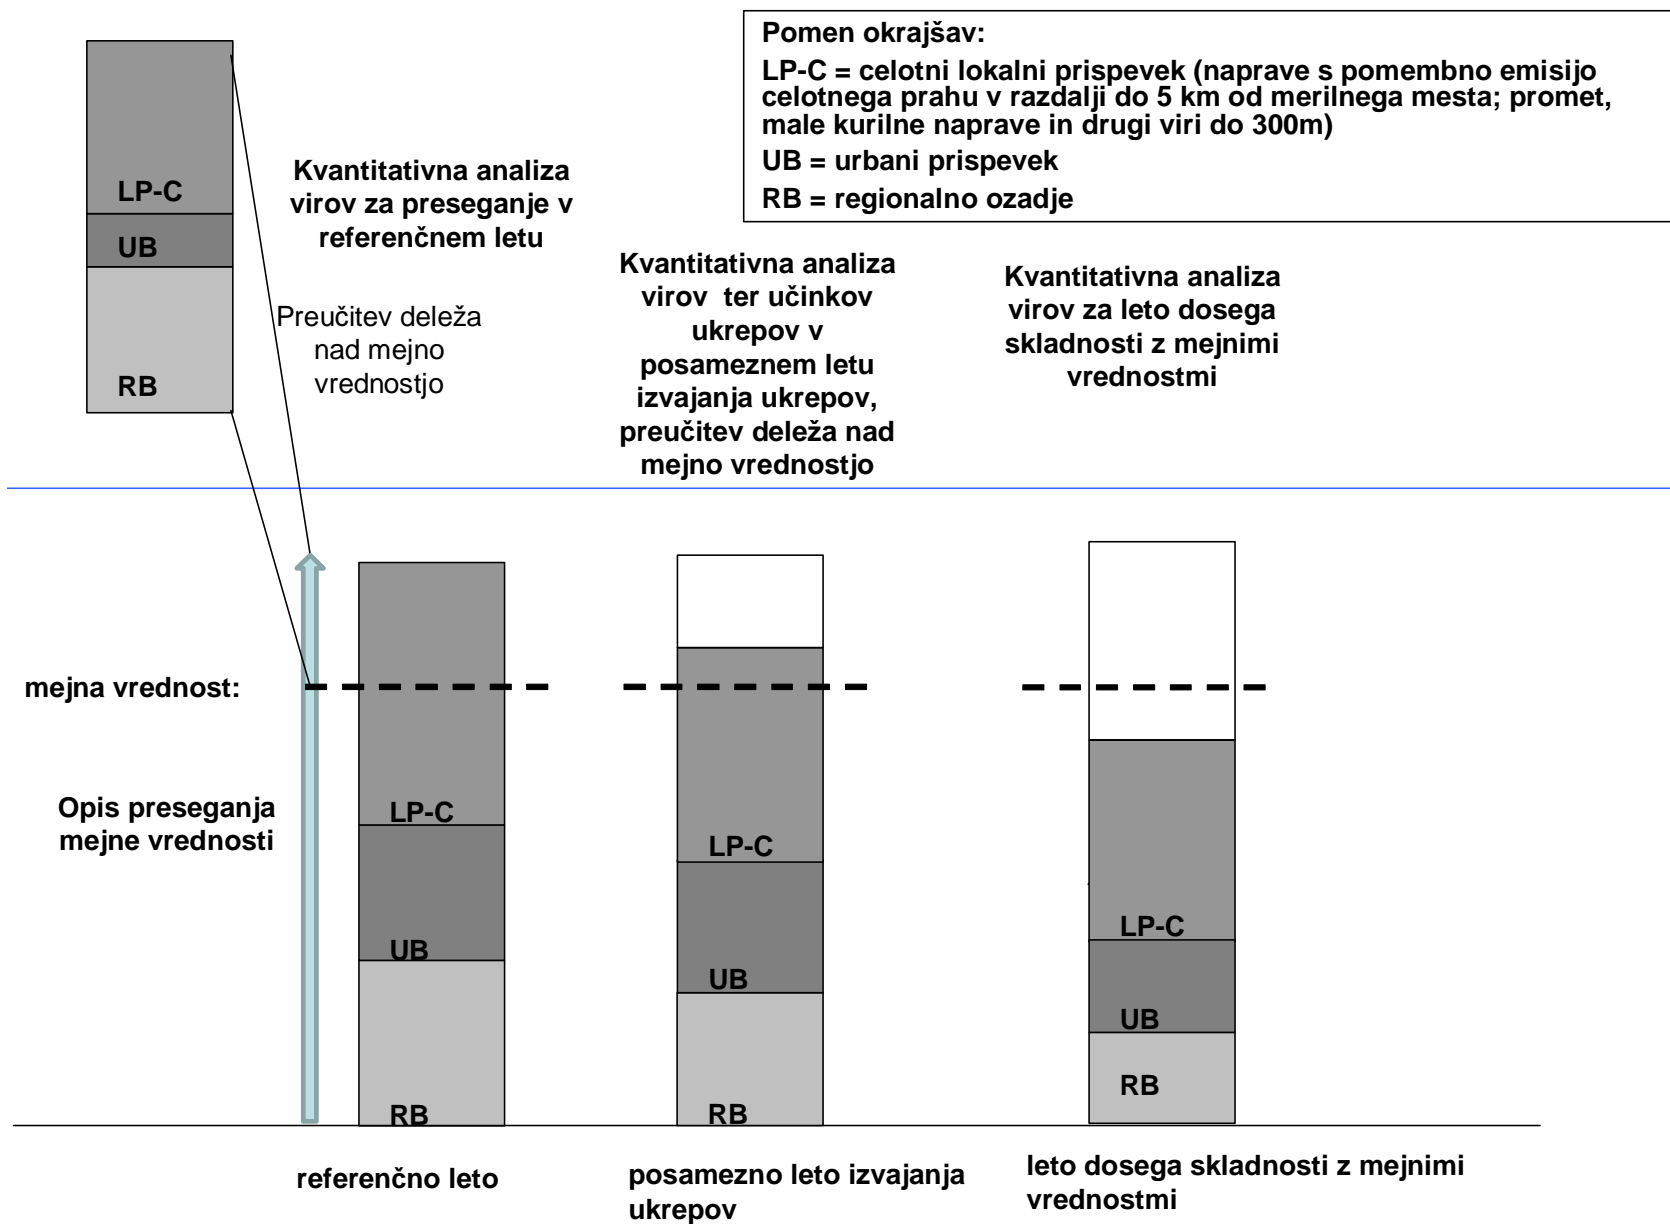 Pomen okrajšav:
LP-C = celotni lokalni prispevek (naprave s pomembno emisijo
celotnega prahu v razdalji do 5 km od merilnega mesta; promet,
male kurilne naprave in drugi viri do 300m)
UB = urbani prispevek
RB = regionalno ozadje
LP-C
UB
RB
Kvantitativna analiza
virov za preseganje v
referenčnem letu
Preučitev deleža
nad mejno
vrednostjo
Kvantitativna analiza
virov ter učinkov
ukrepov v
posameznem letu
izvajanja ukrepov,
preučitev deleža nad
mejno vrednostjo
Kvantitativna analiza
virov za leto dosega
skladnosti z mejnimi
vrednostmi
mejna vrednost:
Opis preseganja
mejne vrednosti
LP-C
UB
RB
LP-C
UB
RB
LP-C
UB
RB
referenčno leto
posamezno leto izvajanja
ukrepov
leto dosega skladnosti z mejnimi
vrednostmi